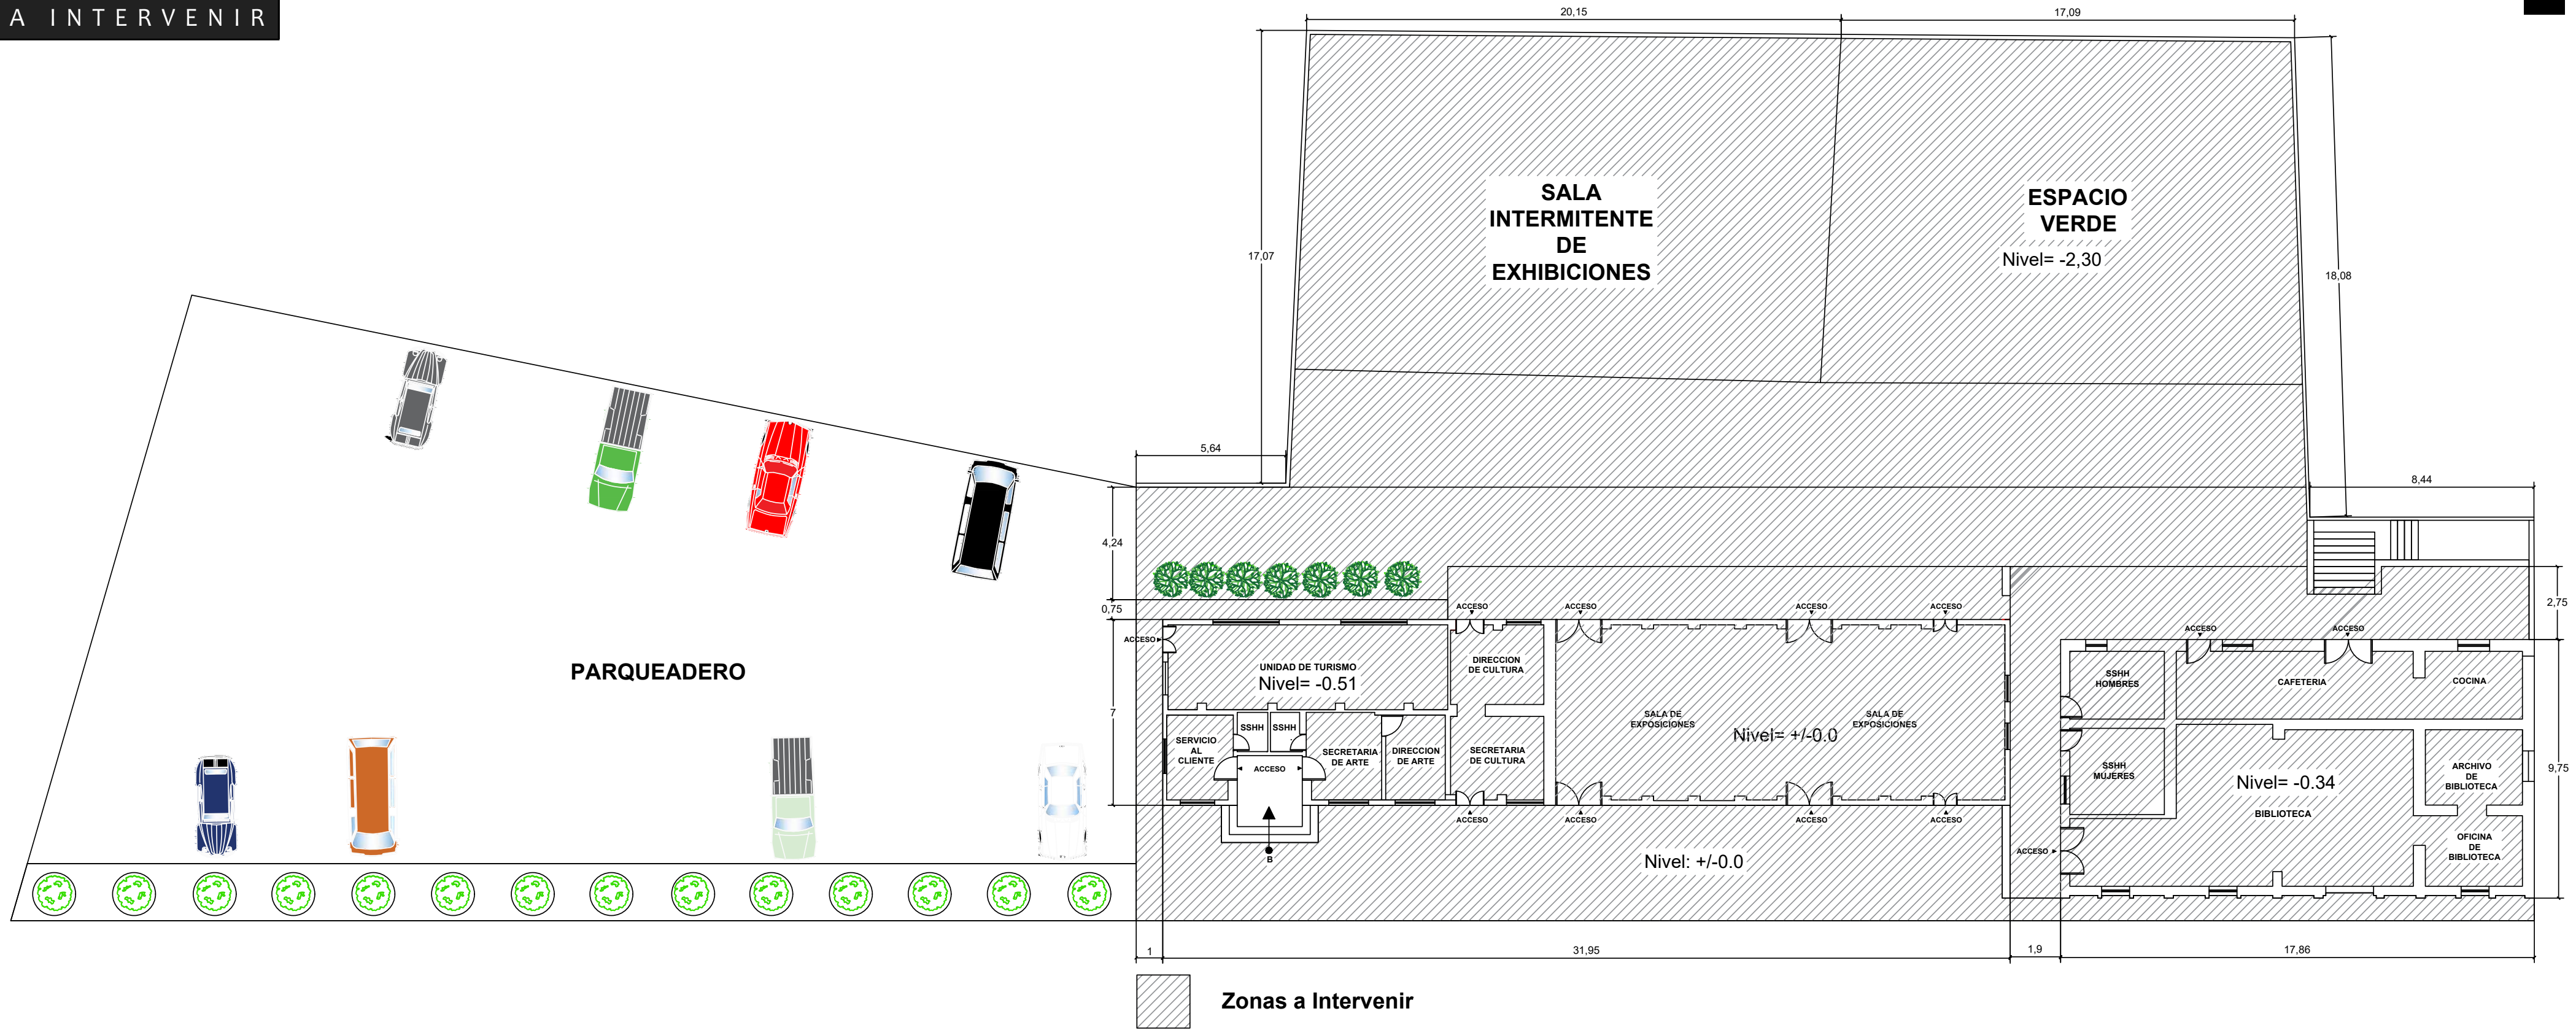 A INTERVENIR
20,15
17,09
SALA
INTERMITENTE
DE
EXHIBICIONES
ESPACIO
VERDE
Nivel= -2,30
17,07
18,08
5,64
8,44
4,24
0,75
2,75
ACCESO
ACCESO
ACCESO
ACCESO
ACCESO
ACCESO
ACCESO
PARQUEADERO
UNIDAD DE TURISMO
Nivel= -0.51
DIRECCION
DE CULTURA
SSHH
HOMBRES
CAFETERIA
COCINA
7
SERVICIO
AL
CLIENTE
SSHH
SSHH
ACCESO
SECRETARIA
DE ARTE
DIRECCION
DE ARTE
SECRETARIA
DE CULTURA
SALA DE
EXPOSICIONES
SALA DE
EXPOSICIONES
Nivel= +/-0.0
SSHH
MUJERES
Nivel= -0.34
BIBLIOTECA
ARCHIVO
DE
BIBLIOTECA
9,75
ACCESO
ACCESO
ACCESO
ACCESO
B
Nivel: +/-0.0
ACCESO
OFICINA
DE
BIBLIOTECA
1
31,95
1,9
17,86
Zonas a Intervenir